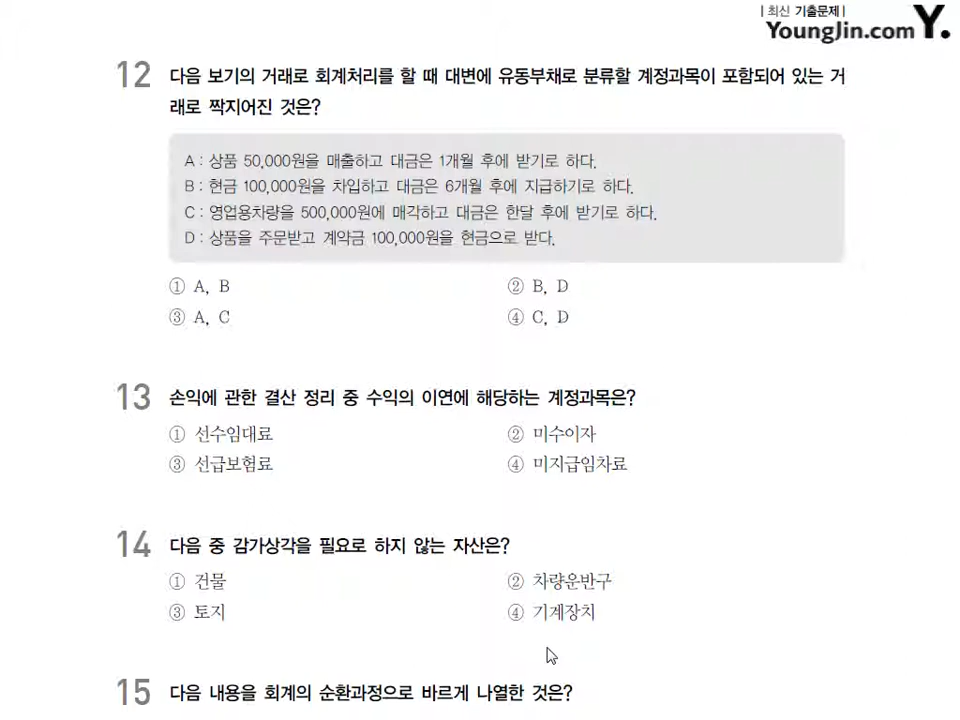 | 최신 기출문제 |
YoungJin.com Y.
12 다음 보기의 거래로 회계처리를 할 때 대변에 유동부채로 분류할 계정과목이 포함되어 있는 거
래로 짝지어진 것은?
A : 상품 50,000원을 매출하고 대금은 1개월 후에 받기로 하다.
B : 현금 100,000원을 차입하고 대금은 6개월 후에 지급하기로 하다.
C : 영업용차량을 500,000원에 매각하고 대금은 한달 후에 받기로 하다.
D : 상품을 주문받고 계약금 100,000원을 현금으로 받다.
① A, B ② B, D
③ A, C ④ C, D
13 손익에 관한 결산 정리 중 수익의 이연에 해당하는 계정과목은?
① 선수임대료 ② 미수이자
③ 선급보험료 ④ 미지급임차료
14 다음 중 감가상각을 필요로 하지 않는 자산은?
① 건물 ② 차량운반구
③ 토지 ④ 기계장치
15 다음 내용을 회계의 순환과정으로 바르게 나열한 것은?